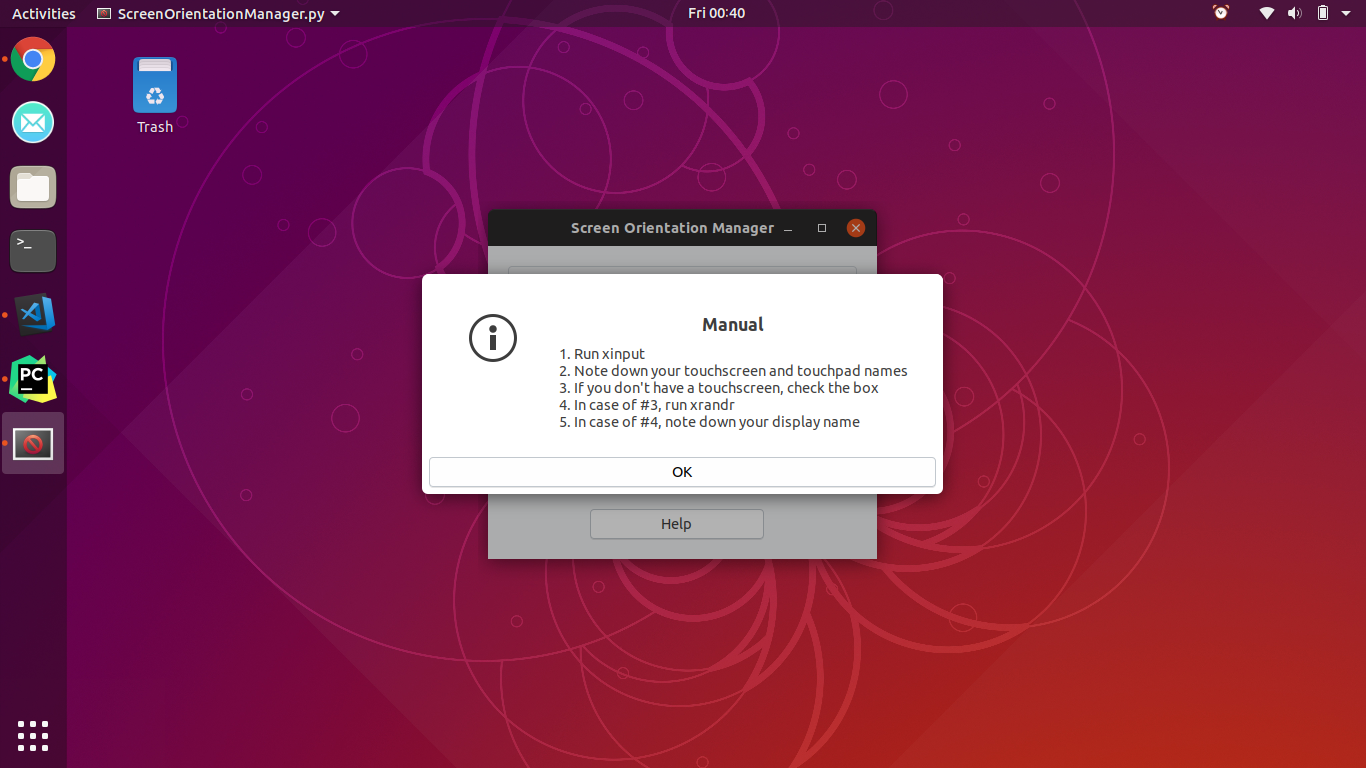 Activities
ScreenOrientationManager.py
Fri 00:40
Trash
>_
PC
Screen Orientation Manager
Manual
1. Run xinput
2. Note down your touchscreen and touchpad names
3. If you don't have a touchscreen, check the box
4. In case of #3, run xrandr
5. In case of #4, note down your display name
OK
Help